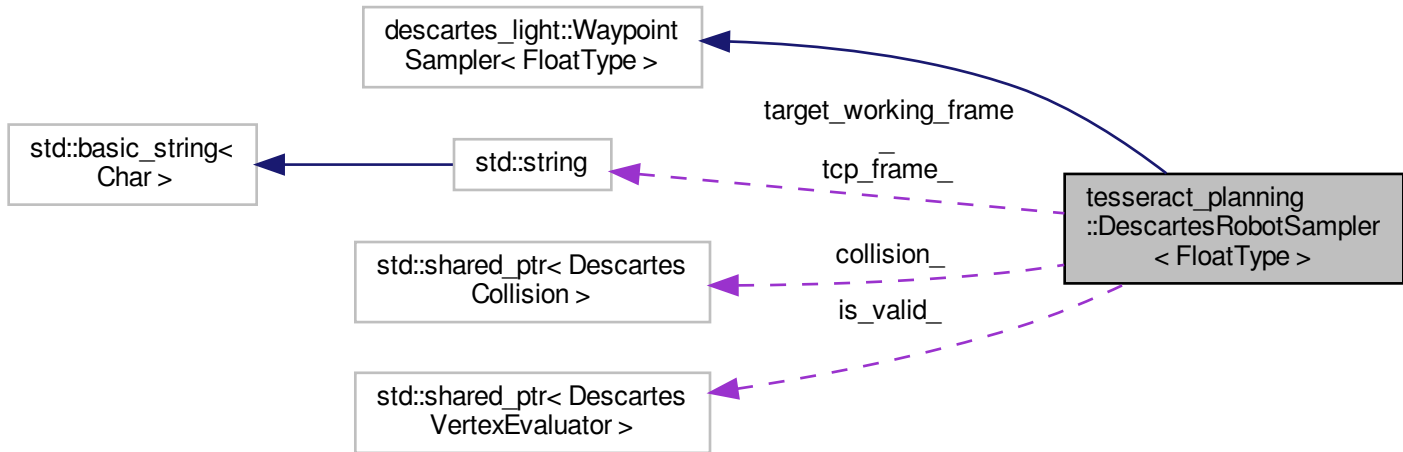 descartes_light::Waypoint
Sampler< FloatType >
target_working_frame
_
tcp_frame_
std::basic_string<
Char >
std::string
tesseract_planning
::DescartesRobotSampler
< FloatType >
std::shared_ptr< Descartes
Collision >
collision_
is_valid_
std::shared_ptr< Descartes
VertexEvaluator >